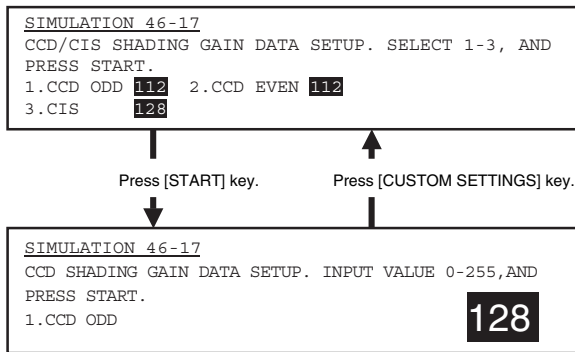 SIMULATION 46-17
CCD/CIS SHADING GAIN DATA SETUP. SELECT 1-3, AND
PRESS START.
1.CCD ODD 112 2.CCD EVEN 112
3.CIS 128
Press [START] key. Press [CUSTOM SETTINGS] key.
SIMULATION 46-17
CCD SHADING GAIN DATA SETUP. INPUT VALUE 0-255,AND
PRESS START.
1.CCD ODD 128